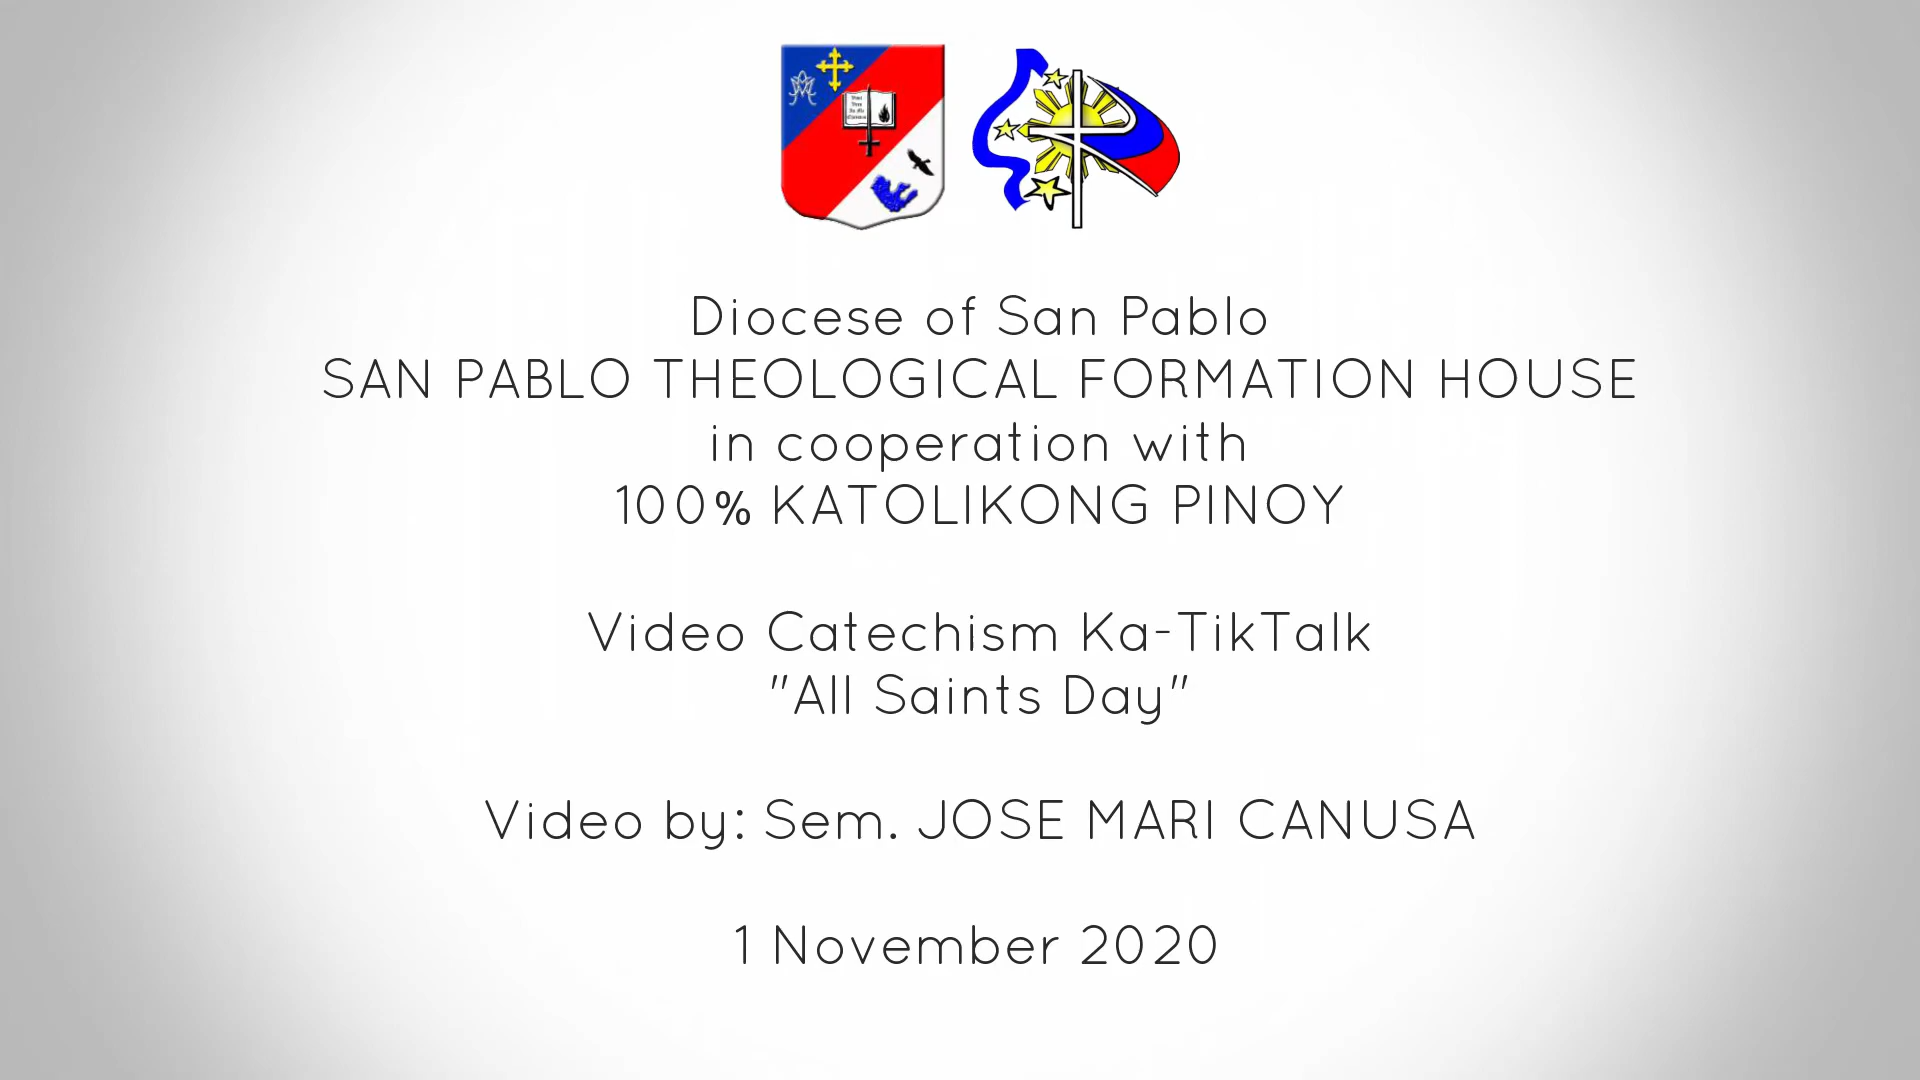 Diocese of San Pablo
SAN PABLO THEOLOGICAL FORMATION HOUSE
in cooperation with
100% KATOLIKONG PINOY
Video Catechism Ka-TikTalk
"All Saints Day"
Video by: Sem. JOSE MARI CANUSA
1 November 2020